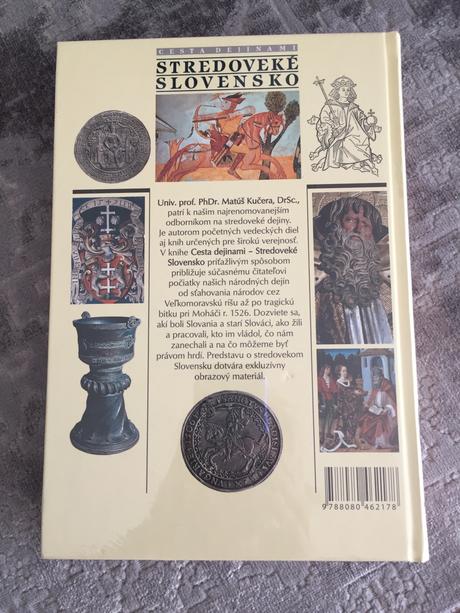 CESTA DEJINAMI
STREDOVEKÉ
SLOVENSKO
Univ. prof. PhDr. Matúš Kučera, DrSc.,
patrí k našim najrenomovanejším
odborníkom na stredoveké dejiny.
Je autorom početných vedeckých diel
aj kníh určených pre širokú verejnosť.
V knihe Cesta dejinami – Stredoveké
Slovensko príťažlivým spôsobom
približuje súčasnému čitateľovi
počiatky našich národných dejín
od sťahovania národov cez
Veľkomoravskú ríšu až po tragickú
bitku pri Moháči r. 1526. Dozviete sa,
akí boli Slovania a starí Slováci, ako žili
a pracovali, kto im vládol, čo nám
zanechali a na čo môžeme byť
právom hrdí. Predstavu o stredovekom
Slovensku dotvára exkluzívny
obrazový materiál.
9788080462178